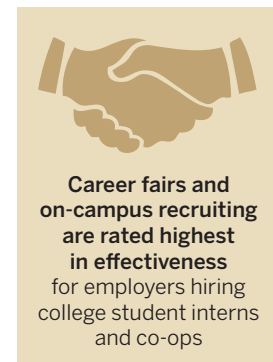 Career fairs and
on-campus recruiting
are rated highest
in effectiveness
for employers hiring
college student interns
and co-ops